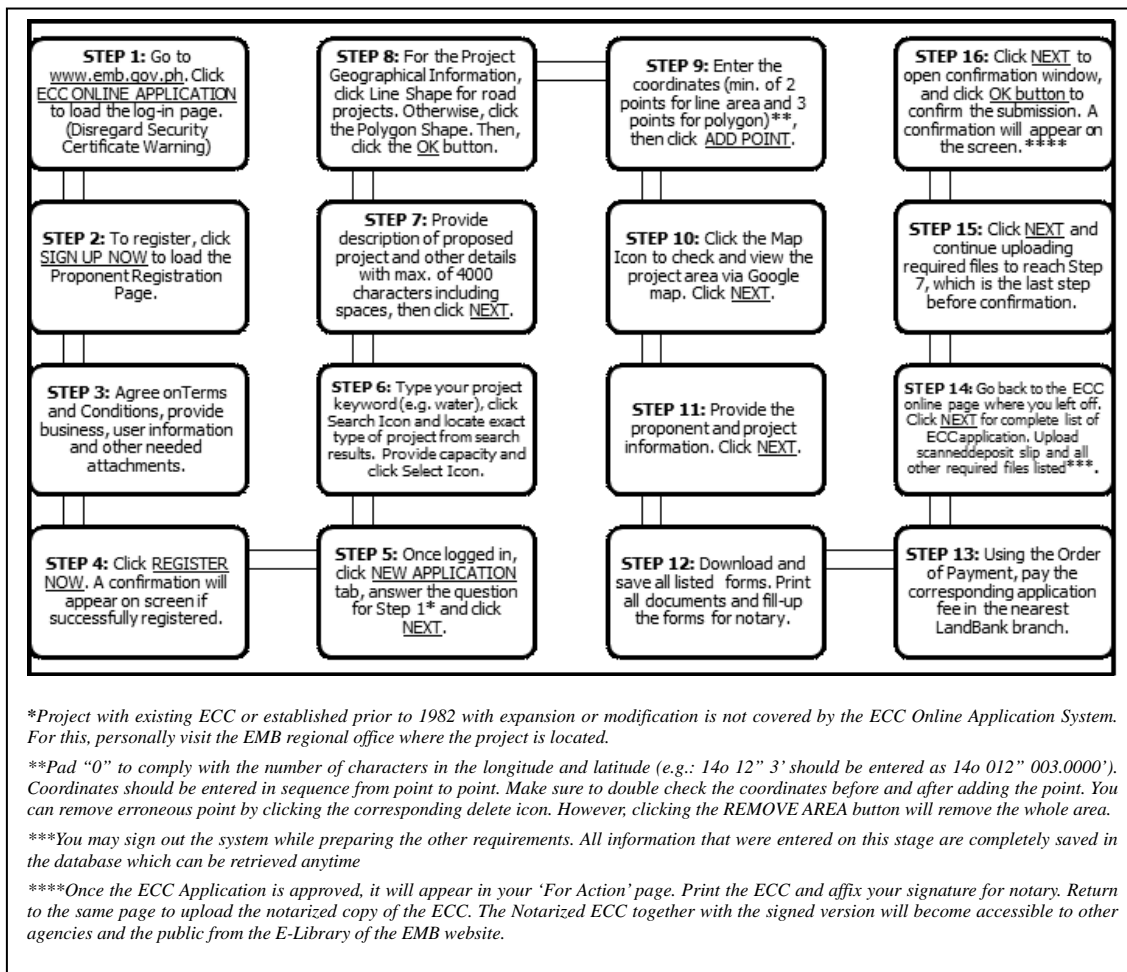 STEP 1: Go to
www.emb.gov.ph. Click
ECC ONLINE APPLICATION
to load the log-in page.
(Disregard Security
Certificate Warning)
STEP 2: To register, click
SIGN UP NOW to load the
Proponent Registration
Page.
STEP 3: Agree onTerms
and Conditions, provide
business, user information
and other needed
attachments.
STEP 4: Click REGISTER
NOW. A confirmation will
appear on screen if
successfully registered.
STEP 5: Once logged in,
click NEW APPLICATION
tab, answer the question
for Step 1* and click
NEXT.
STEP 6: Type your project
keyword(e.g. water), click
Search Icon and locate exact
type of project from search
results. Provide capacity and
click Select Icon.
STEP 7: Provide
description of proposed
project and other details
with max. of 4000
characters including
spaces, then click NEXT.
STEP 8: For the Project
Geographical Information,
click Line Shape for road
projects. Otherwise, click
the Polygon Shape. Then,
click the OK button.
STEP 9: Enter the
coordinates (min. of 2
points for line area and 3
points for polygon)**,
then click ADD POINT.
STEP 10: Click the Map
Icon to check and view the
project area via Google
map. Click NEXT.
STEP 11: Provide the
proponent and project
information. Click NEXT.
STEP 12: Download and
save all listed forms. Print
all documents and fill-up
the forms for notary.
STEP 13: Using the Order
of Payment, pay the
corresponding application
fee in the nearest
LandBank branch.
STEP 14: Go back to the ECC
online page where you left off.
Click NEXT for complete list of
ECCapplication. Upload
scanneddeposit slip and all
other required files listed***.
STEP 15: Click NEXT and
continue uploading
required files to reach Step
7, which is the last step
before confirmation.
STEP 16: Click NEXT to
open confirmation window,
and click OK button to
confirm the submission. A
confirmation will appear on
the screen.****
*Project with existing ECC or established prior to 1982 with expansion or modification is not covered by the ECC Online Application System.
For this, personally visit the EMB regional office where the project is located.
**Pad “0” to comply with the number of characters in the longitude and latitude (e.g.: 14o 12” 3’ should be entered as 14o 012” 003.0000’).
Coordinates should be entered in sequence from point to point. Make sure to double check the coordinates before and after adding the point. You
can remove erroneous point by clicking the corresponding delete icon. However, clicking the REMOVE AREA button will remove the whole area.
***You may sign out the system while preparing the other requirements. All information that were entered on this stage are completely saved in
the database which can be retrieved anytime
****Once the ECC Application is approved, it will appear in your ‘For Action’ page. Print the ECC and affix your signature for notary. Return
to the same page to upload the notarized copy of the ECC. The Notarized ECC together with the signed version will become accessible to other
agencies and the public from the E-Library of the EMB website.